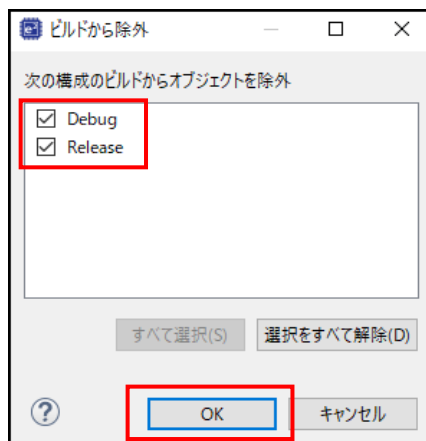 ビルドから除外
次の構成のビルドからオブジェクトを除外
Debug
Release
すべて選択(S)
選択をすべて解除(D)
OK
キャンセル